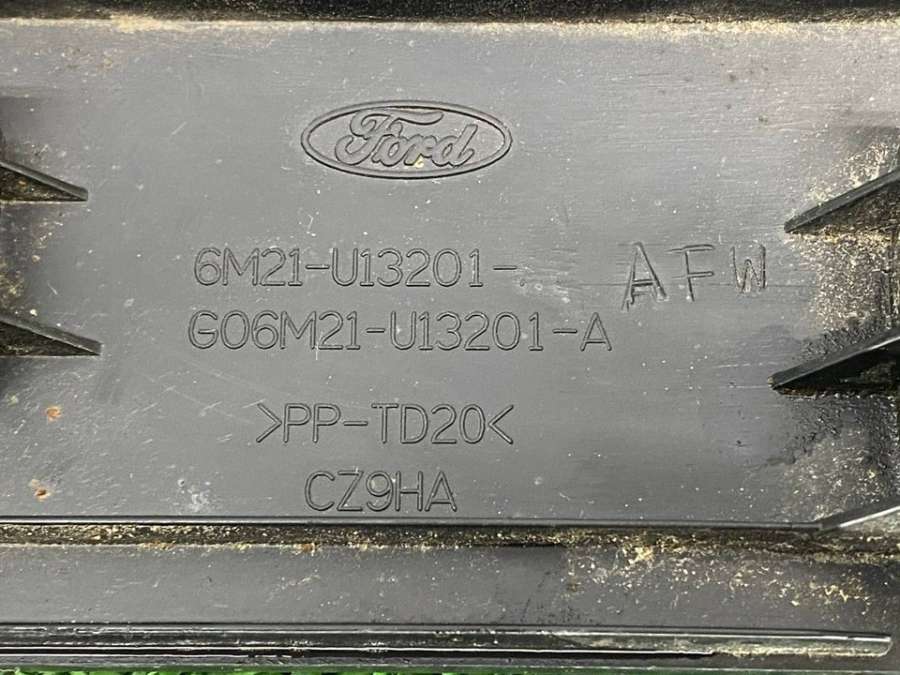 Ford
6M21-U13201- AFW
G06M21-U13201-A
>PP-TD20<
CZ9HA